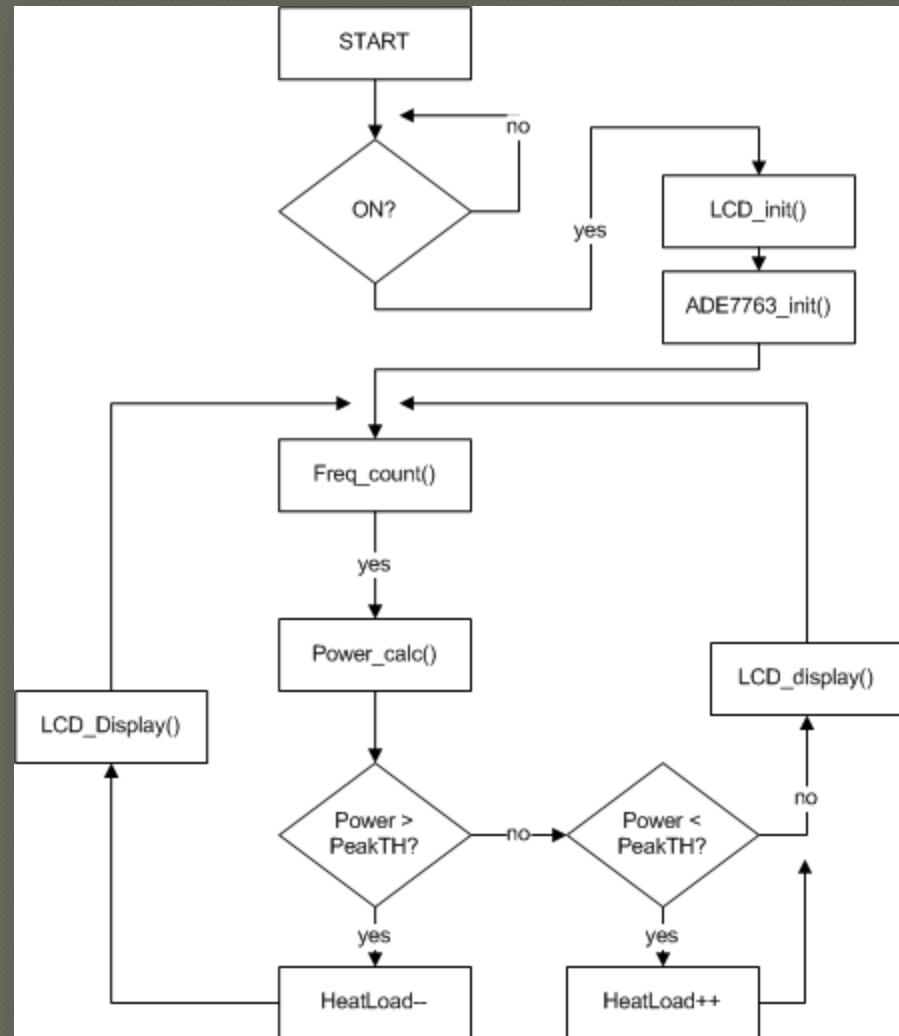 START
no
ON?
yes
LCD_init()
ADE7763_init()
Freq_count()
yes
Power_calc()
LCD_display()
LCD_Display()
Power >
PeakTH?
no
Power <
PeakTH?
no
yes
yes
HeatLoad--
HeatLoad++